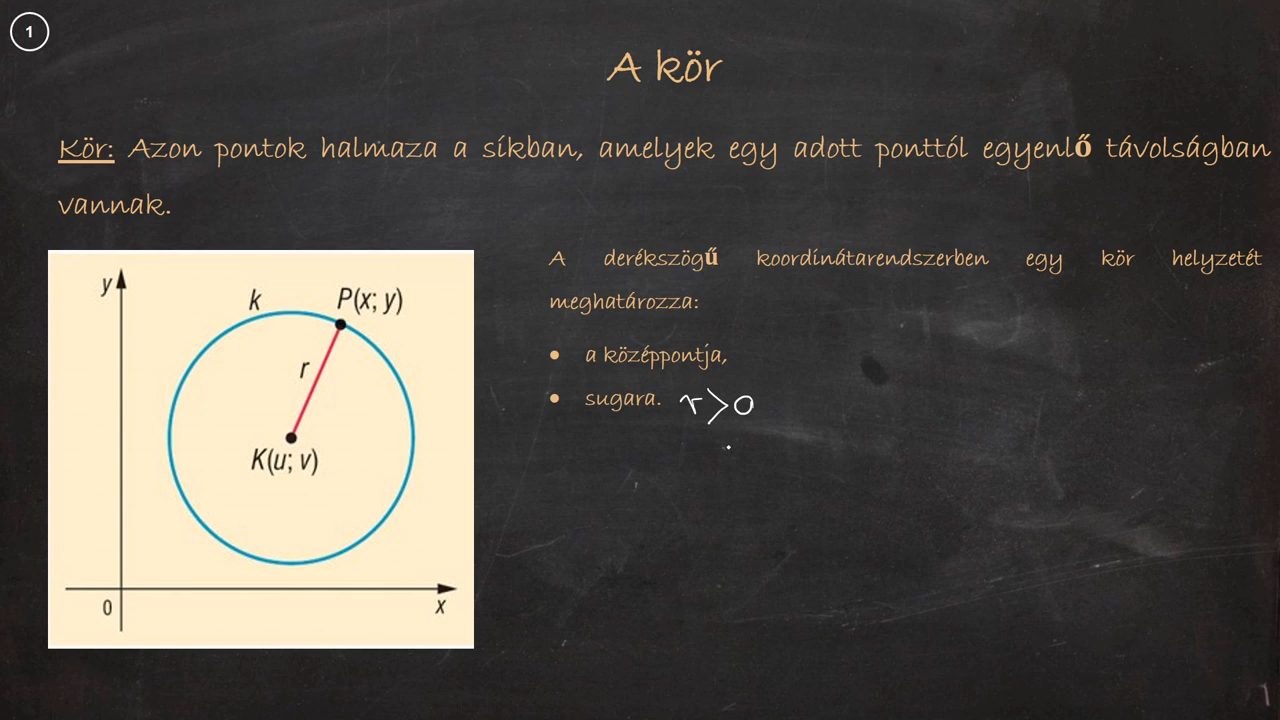 1
A kör
Kör: Azon pontok halmaza a síkban, amelyek egy adott ponttól egyenlő távolságban
vannak.
A derékszögű koordinátarendszerben egy kör helyzetét
meghatározza:
• a középpontja,
• sugara. r>0
y
k
P(x; y)
r
K(u; v)
0
x